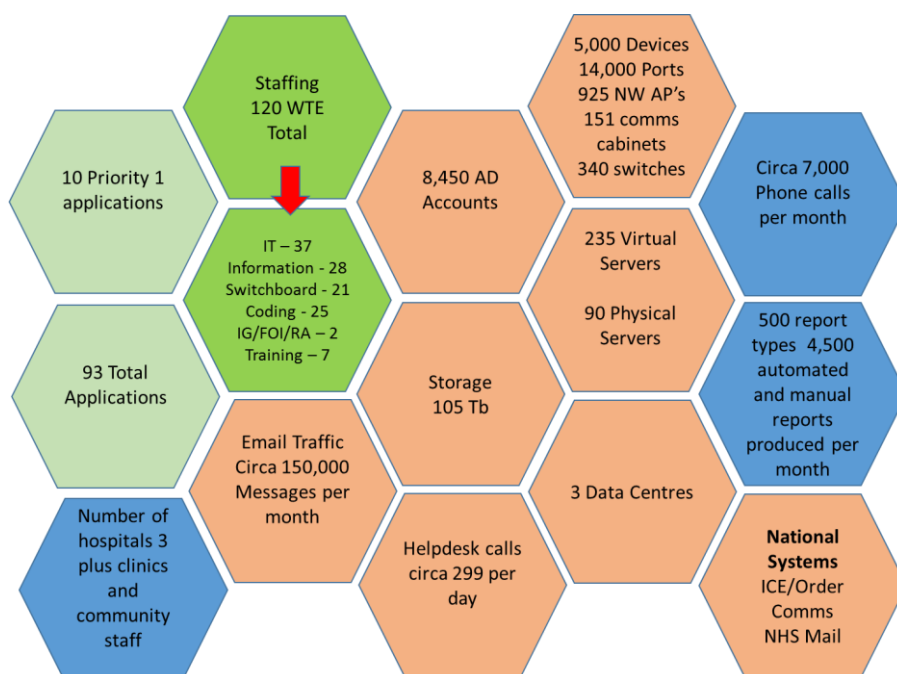 Staffing
120 WTE
Total
5,000 Devices
14,000 Ports
925 NW AP's
151 comms
cabinets
340 switches
10 Priority 1
applications
8,450 AD
Accounts
Circa 7,000
Phone calls
per month
IT – 37
Information - 28
Switchboard - 21
Coding - 25
IG/FOI/RA – 2
Training – 7
235 Virtual
Servers
90 Physical
Servers
93 Total
Applications
Storage
105 Tb
500 report
types 4,500
automated
and manual
reports
produced per
month
Email Traffic
Circa 150,000
Messages per
month
3 Data Centres
Number of
hospitals 3
plus clinics
and
community
staff
Helpdesk calls
circa 299 per
day
National
Systems
ICE/Order
Comms
NHS Mail